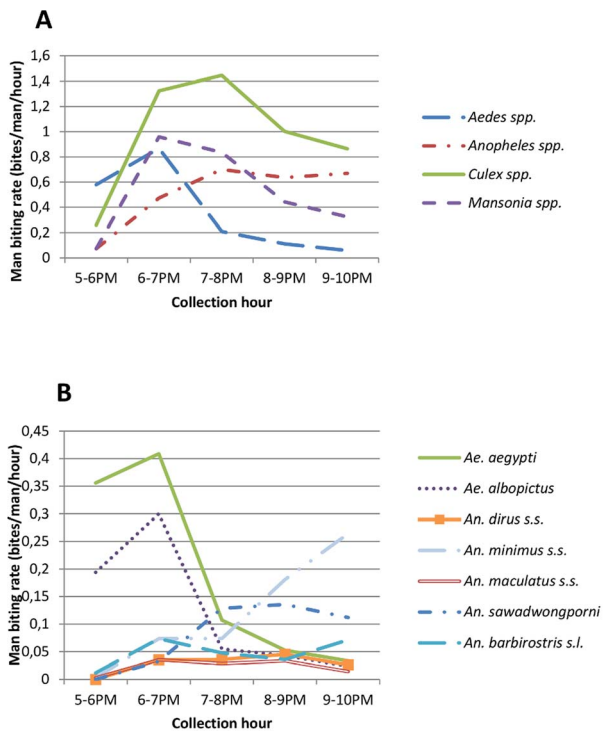 A
Man biting rate (bites/man/hour)
1,6
1,4
1,2
1
0,8
0,6
0,4
0,2
0
5-6PM 6-7PM 7-8PM 8-9PM 9-10PM
Collection hour
Aedes spp.
Anopheles spp.
Culex spp.
Mansonia spp.
B
Man biting rate (bites/man/hour)
0,45
0,4
0,35
0,3
0,25
0,2
0,15
0,1
0,05
0
5-6PM 6-7PM 7-8PM 8-9PM 9-10PM
Collection hour
Ae. aegypti
Ae. albopictus
An. dirus s.s.
An. minimus s.s.
An. maculatus s.s.
An. sawadwongporni
An. barbirostris s.l.